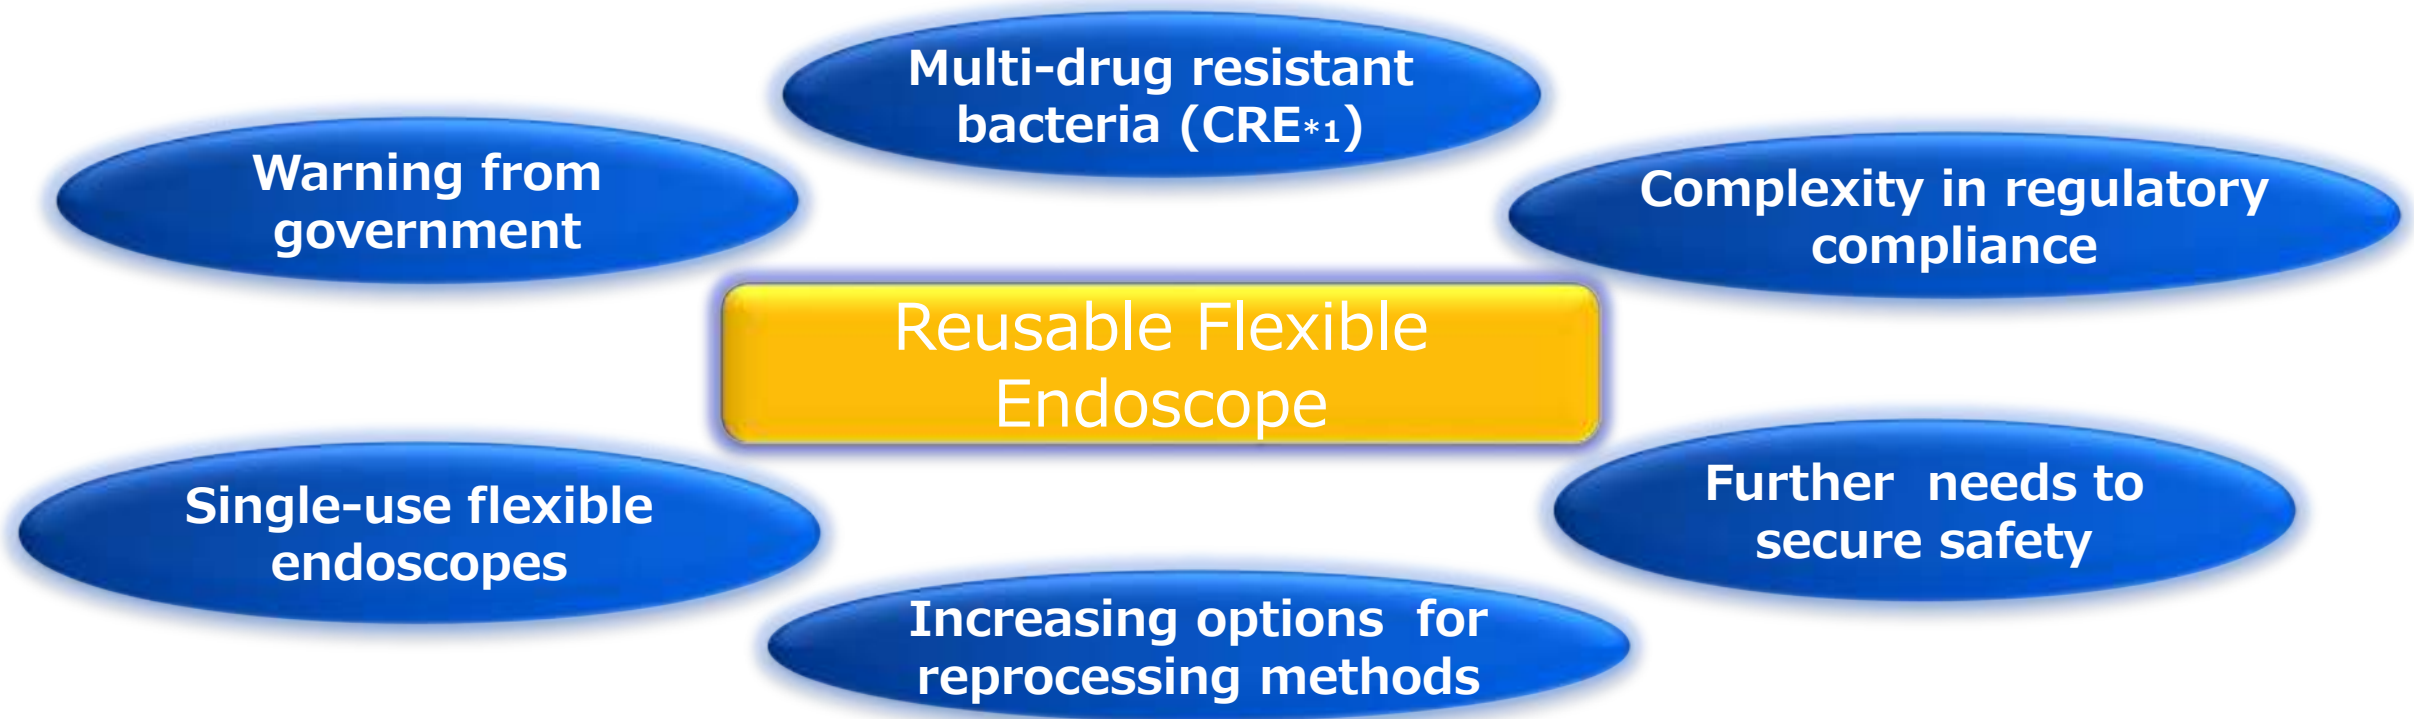 Multi-drug resistant
bacteria (CRE*1)
Warning from
government
Complexity in regulatory
compliance
Reusable Flexible
Endoscope
Single-use flexible
endoscopes
Further needs to
secure safety
Increasing options for
reprocessing methods